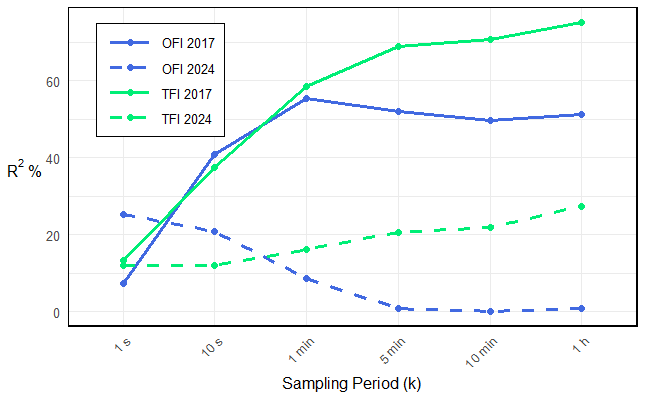 OFI 2017
OFI 2024
TFI 2017
TFI 2024
R² %
60
40
20
0
1 s
10 s
1 min
5 min
10 min
1 h
Sampling Period (k)